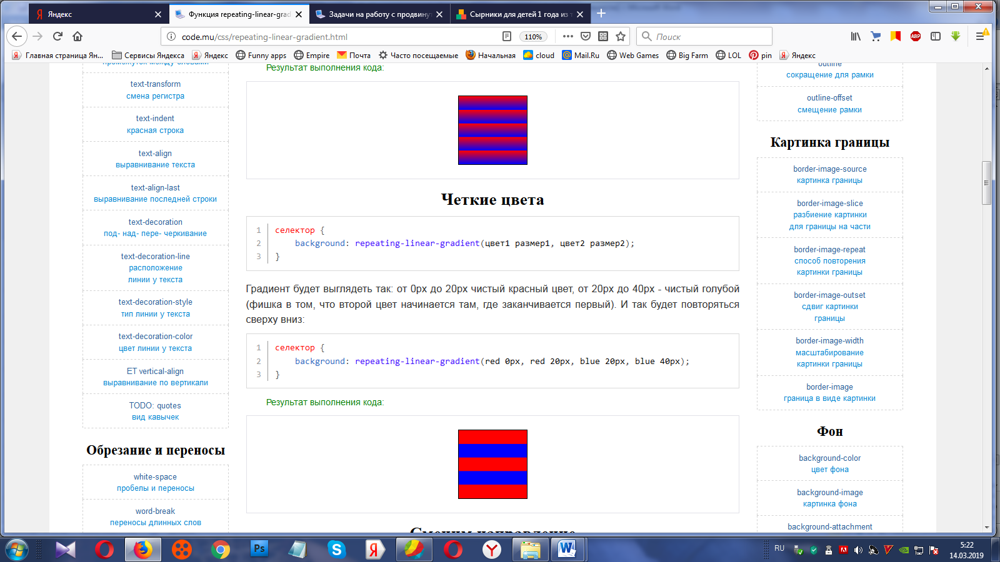 Яндекс
Функция repeating-linear-grad
Задачи на работу с продвину
Сырники для детей 1 года из т
code.mu/css/repeating-linear-gradient.html
110%
Поиск
Главная страница Ян...
Сервисы Яндекса
Яндекс
Funny apps
Empire
Почта
Часто посещаемые
Начальная
cloud
Mail.Ru
Web Games
Big Farm
LOL
pin
Яндекс
промежуток между словами
text-transform
смена регистра
text-indent
красная строка
text-align
выравнивание текста
text-align-last
выравнивание последней строки
text-decoration
под- над- пере- черкивание
text-decoration-line
расположение
линии у текста
text-decoration-style
тип линии у текста
text-decoration-color
цвет линии у текста
ET vertical-align
выравнивание по вертикали
TODO: quotes
вид кавычек
Обрезание и переносы
white-space
пробелы и переносы
word-break
переносы длинных слов
Результат выполнения кода:
Четкие цвета
1 селектор {
2 background: repeating-linear-gradient(цвет1 размер1, цвет2 размер2);
3 }
Градиент будет выглядеть так: от 0px до 20px чистый красный цвет, от 20px до 40px - чистый голубой
(фишка в том, что второй цвет начинается там, где заканчивается первый). И так будет повторяться
сверху вниз:
1 селектор {
2 background: repeating-linear-gradient(red 0px, red 20px, blue 20px, blue 40px);
3 }
Результат выполнения кода:
Сменим направление
outline
сокращение для рамки
outline-offset
смещение рамки
Картинка границы
border-image-source
картинка границы
border-image-slice
разбиение картинки
для границы на части
border-image-repeat
способ повторения
картинки границы
border-image-outset
сдвиг картинки
границы
border-image-width
масштабирование
картинки границы
border-image
граница в виде картинки
Фон
background-color
цвет фона
background-image
картинка фона
background-attachment
RU
5:22
14.03.2019